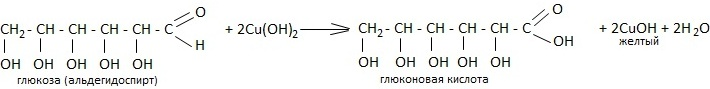 O O
CH₂- CH - CH - CH - CH - C + 2Cu(OH)₂ CH₂- CH - CH - CH - CH - C + 2CuOH + 2H₂O
H OH желтый
OH OH OH OH OH OH OH OH OH OH
глюкоза (альдегидоспирт) глюконовая кислота